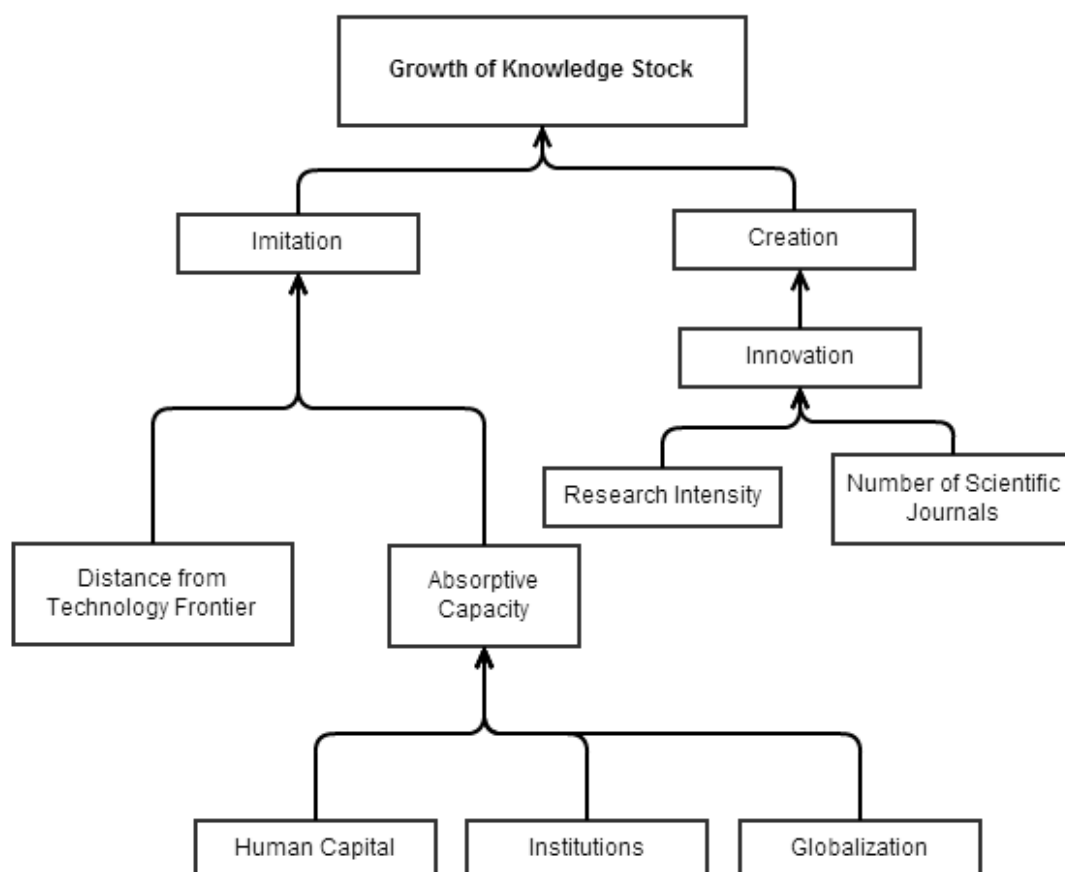 Growth of Knowledge Stock
Imitation
Creation
Innovation
Research Intensity
Number of Scientific
Journals
Distance from
Technology Frontier
Absorptive
Capacity
Human Capital
Institutions
Globalization